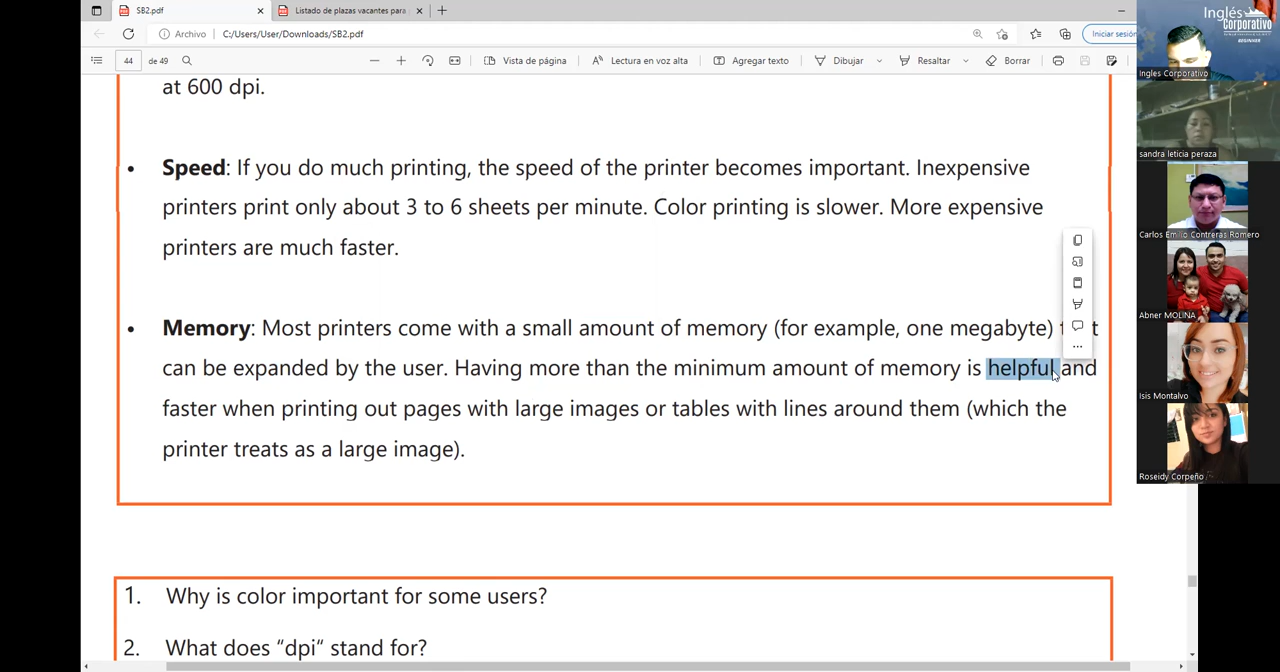 SB2.pdf
Listado de plazas vacantes para
Archivo
C:/Users/User/Downloads/SB2.pdf
Iniciar sesión
44
de 49
Vista de página
Lectura en voz alta
Agregar texto
Dibujar
Resaltar
Borrar
at 600 dpi.
• Speed: If you do much printing, the speed of the printer becomes important. Inexpensive
printers print only about 3 to 6 sheets per minute. Color printing is slower. More expensive
printers are much faster.
• Memory: Most printers come with a small amount of memory (for example, one megabyte)
can be expanded by the user. Having more than the minimum amount of memory is helpful and
faster when printing out pages with large images or tables with lines around them (which the
printer treats as a large image).
1. Why is color important for some users?
2. What does "dpi" stand for?
Inglés
Corporativo
BEGINNER
Ingles Corporativo
sandra leticia peraza
Carlos Emilio Contreras Romero
Abner MOLINA
Isis Montalvo
Roseidy Corpeño